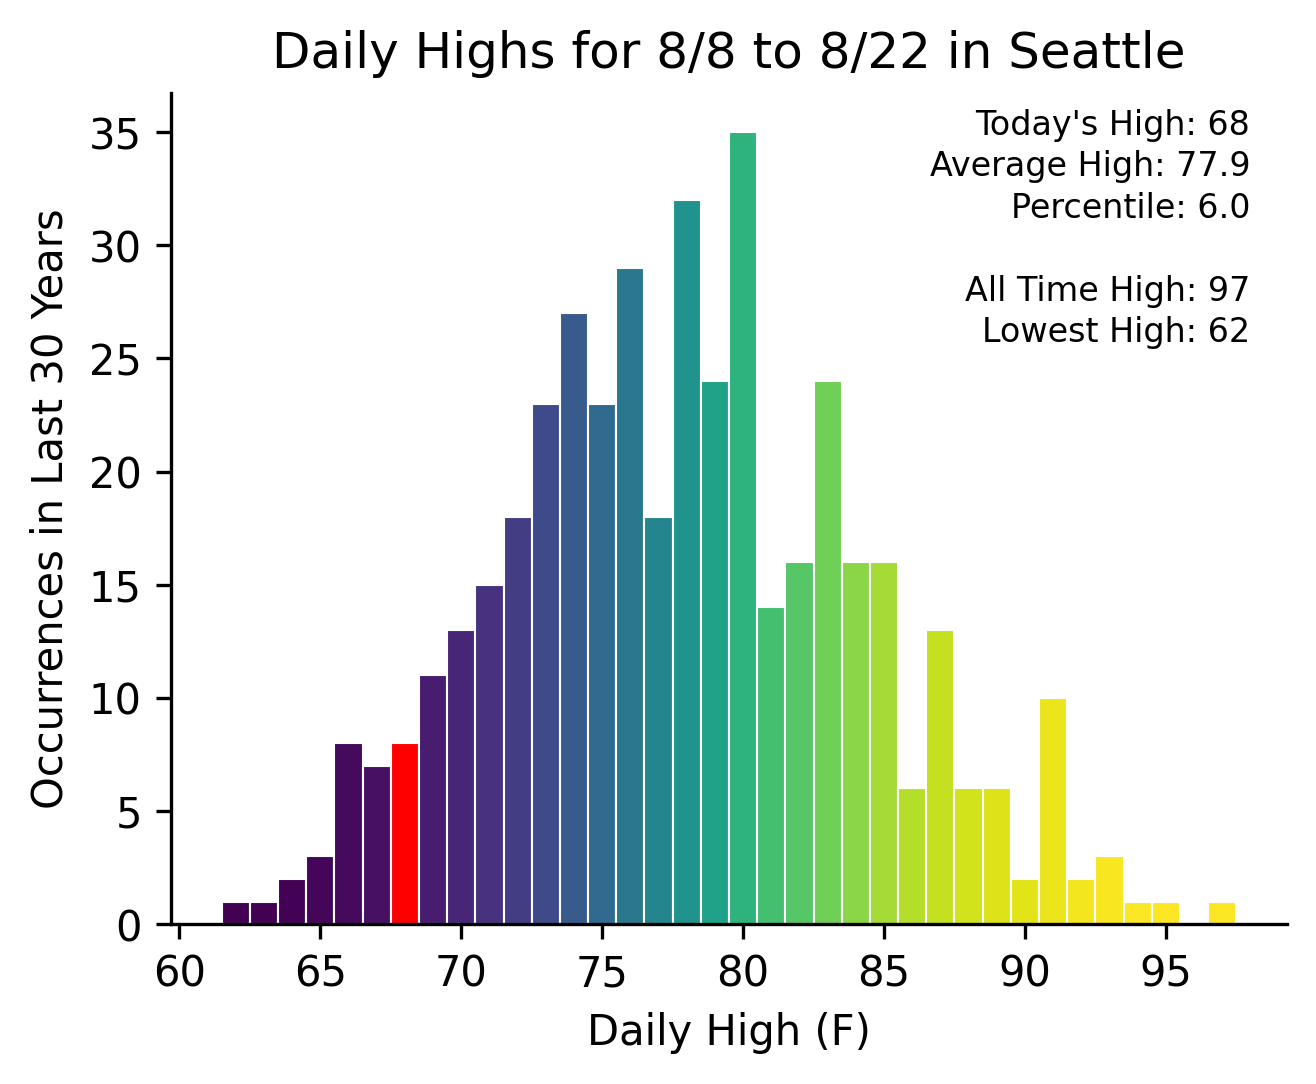 Daily Highs for 8/8 to 8/22 in Seattle
Today's High: 68
Average High: 77.9
Percentile: 6.0
All Time High: 97
Lowest High: 62
Occurrences in Last 30 Years
35
30
25
20
15
10
5
0
60 65 70 75 80 85 90 95
Daily High (F)